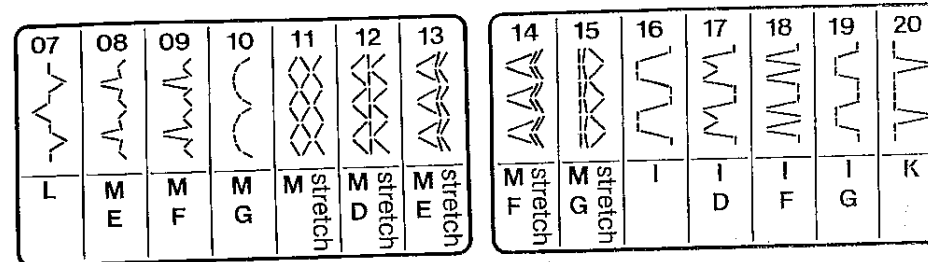 07 08 09 10 11 12 13 14 15 16 17 18 19 20
L M M M M stretch M stretch M stretch M stretch M stretch I I I I K
E F G D E F G D F G